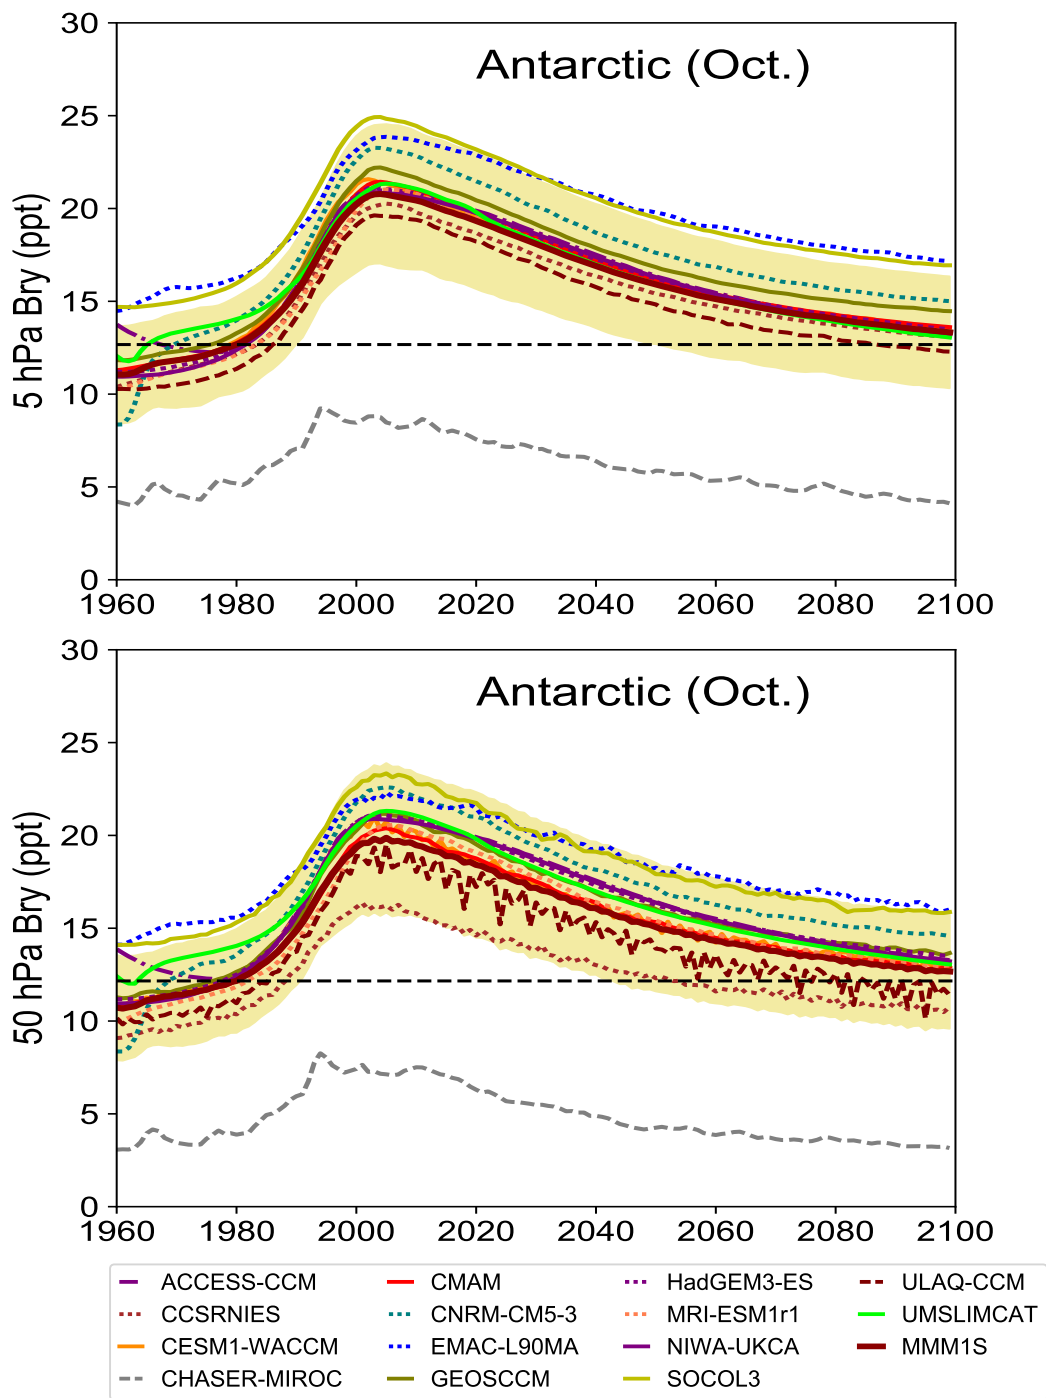 30
Antarctic (Oct.)
25
20
15
10
5
0
5 hPa Bry (ppt)
1960 1980 2000 2020 2040 2060 2080 2100
30
Antarctic (Oct.)
25
20
15
10
5
0
50 hPa Bry (ppt)
1960 1980 2000 2020 2040 2060 2080 2100
ACCESS-CCM CMAM HadGEM3-ES ULAQ-CCM
CCSRNIES CNRM-CM5-3 MRI-ESM1r1 UMSLIMCAT
CESM1-WACCM EMAC-L90MA NIWA-UKCA MMM1S
CHASER-MIROC GEOSCCM SOCOL3